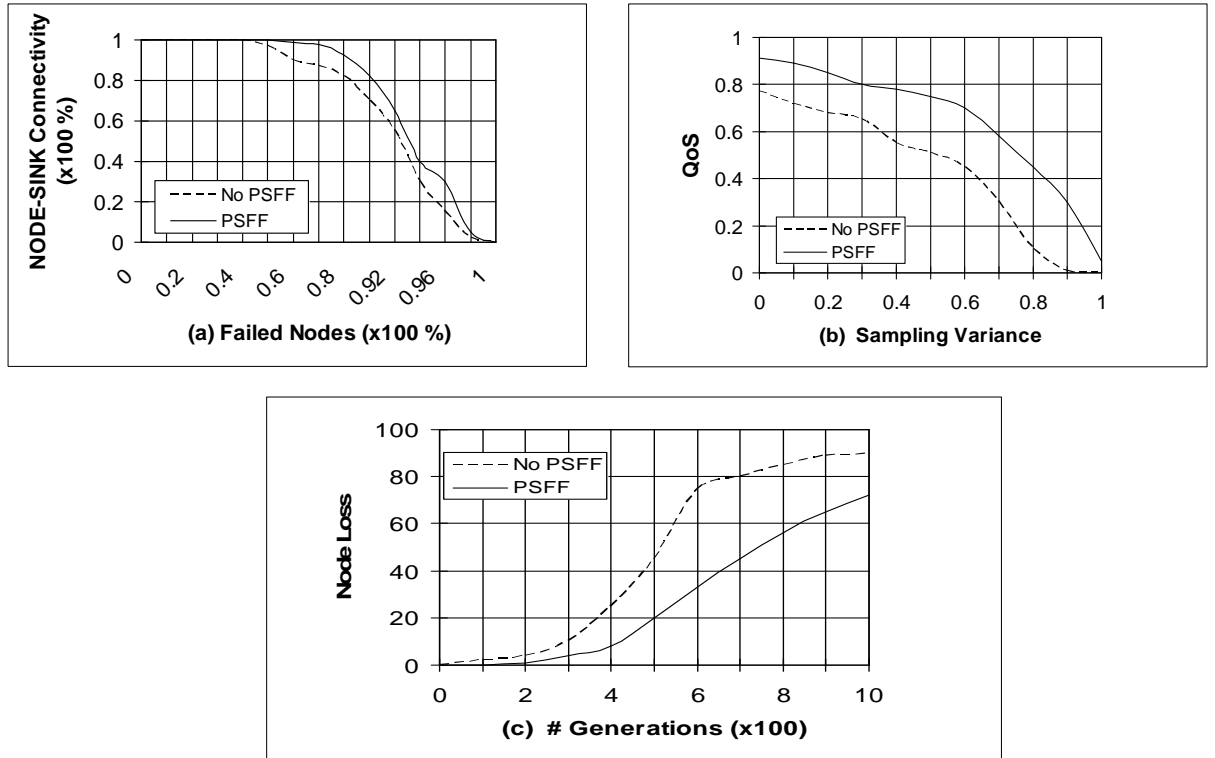 NODE-SINK Connectivity
(x100 %)
1
0.8
0.6
0.4
0.2
0
No PSFF
PSFF
0
0.2
0.4
0.6
0.8
0.92
0.96
1
(a) Failed Nodes (x100 %)
QoS
1
0.8
0.6
0.4
0.2
0
No PSFF
PSFF
0
0.2
0.4
0.6
0.8
1
(b) Sampling Variance
Node Loss
100
80
60
40
20
0
No PSFF
PSFF
0
2
4
6
8
10
(c) # Generations (x100)